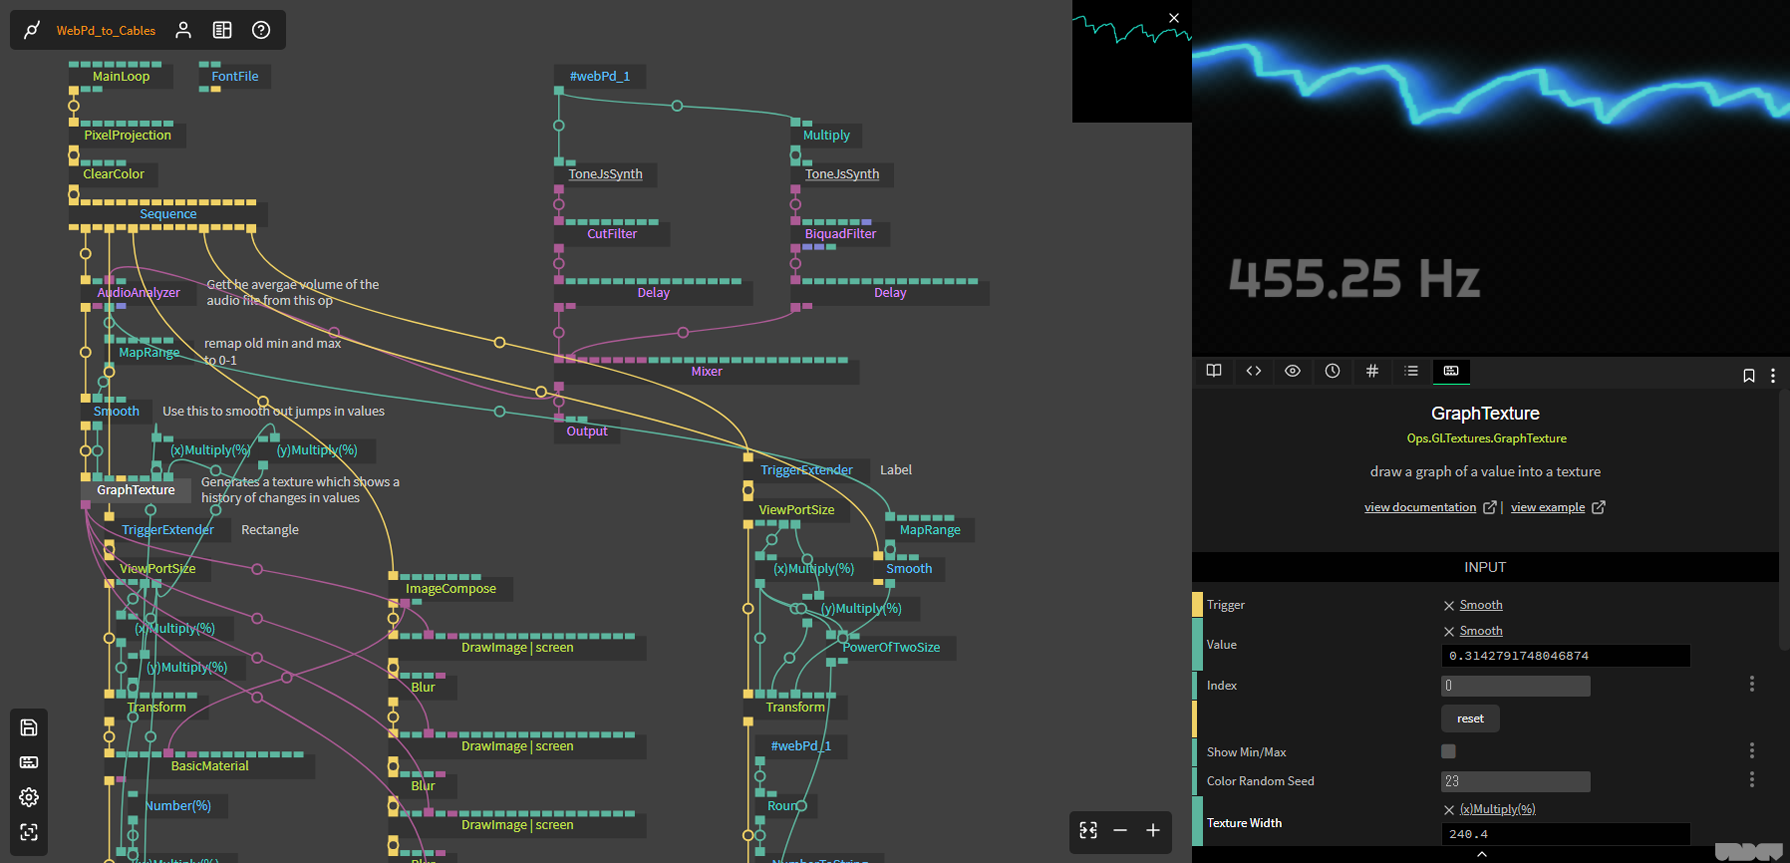 WebPd_to_Cables
MainLoop
FontFile
#webPd_1
PixelProjection
Multiply
ClearColor
ToneJsSynth
ToneJsSynth
Sequence
CutFilter
BiquadFilter
AudioAnalyzer
Gett he avergae volume of the
audio file from this op
Delay
Delay
MapRange
remap old min and max
to 0-1
Mixer
Smooth
Use this to smooth out jumps in values
Output
(x)Multiply(%)
(y)Multiply(%)
TriggerExtender
Label
GraphTexture
Generates a texture which shows a
history of changes in values
ViewPortSize
TriggerExtender
Rectangle
MapRange
ViewPortSize
(x)Multiply(%)
Smooth
ImageCompose
(y)Multiply(%)
(x)Multiply(%)
DrawImage | screen
PowerOfTwoSize
(y)Multiply(%)
Blur
Transform
Transform
DrawImage | screen
#webPd_1
BasicMaterial
Blur
Number(%)
Round
DrawImage | screen
(x)Multiply(%)
Blur
NumberToString
455.25 Hz
GraphTexture
Ops.Gl.Textures.GraphTexture
draw a graph of a value into a texture
view documentation | view example
INPUT
Trigger
Smooth
Smooth
Value
0.3142791748046874
Index
0
reset
Show Min/Max
Color Random Seed
23
(x)Multiply(%)
Texture Width
240.4